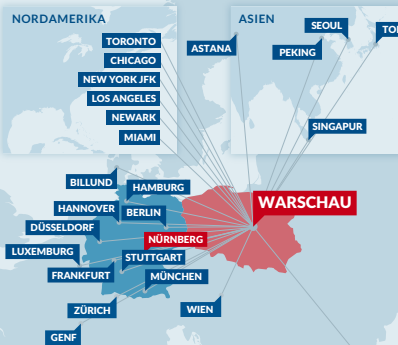 NORDAMERIKA
TORONTO
CHICAGO
NEW YORK JFK
LOS ANGELES
NEWARK
MIAMI
ASTANA
ASIEN
SEOUL
PEKING
SINGAPUR
BILLUND
HAMBURG
HANNOVER
BERLIN
DÜSSELDORF
WARSCHAU
NÜRNBERG
LUXEMBURG
STUTTGART
FRANKFURT
MÜNCHEN
ZÜRICH
WIEN
GENF